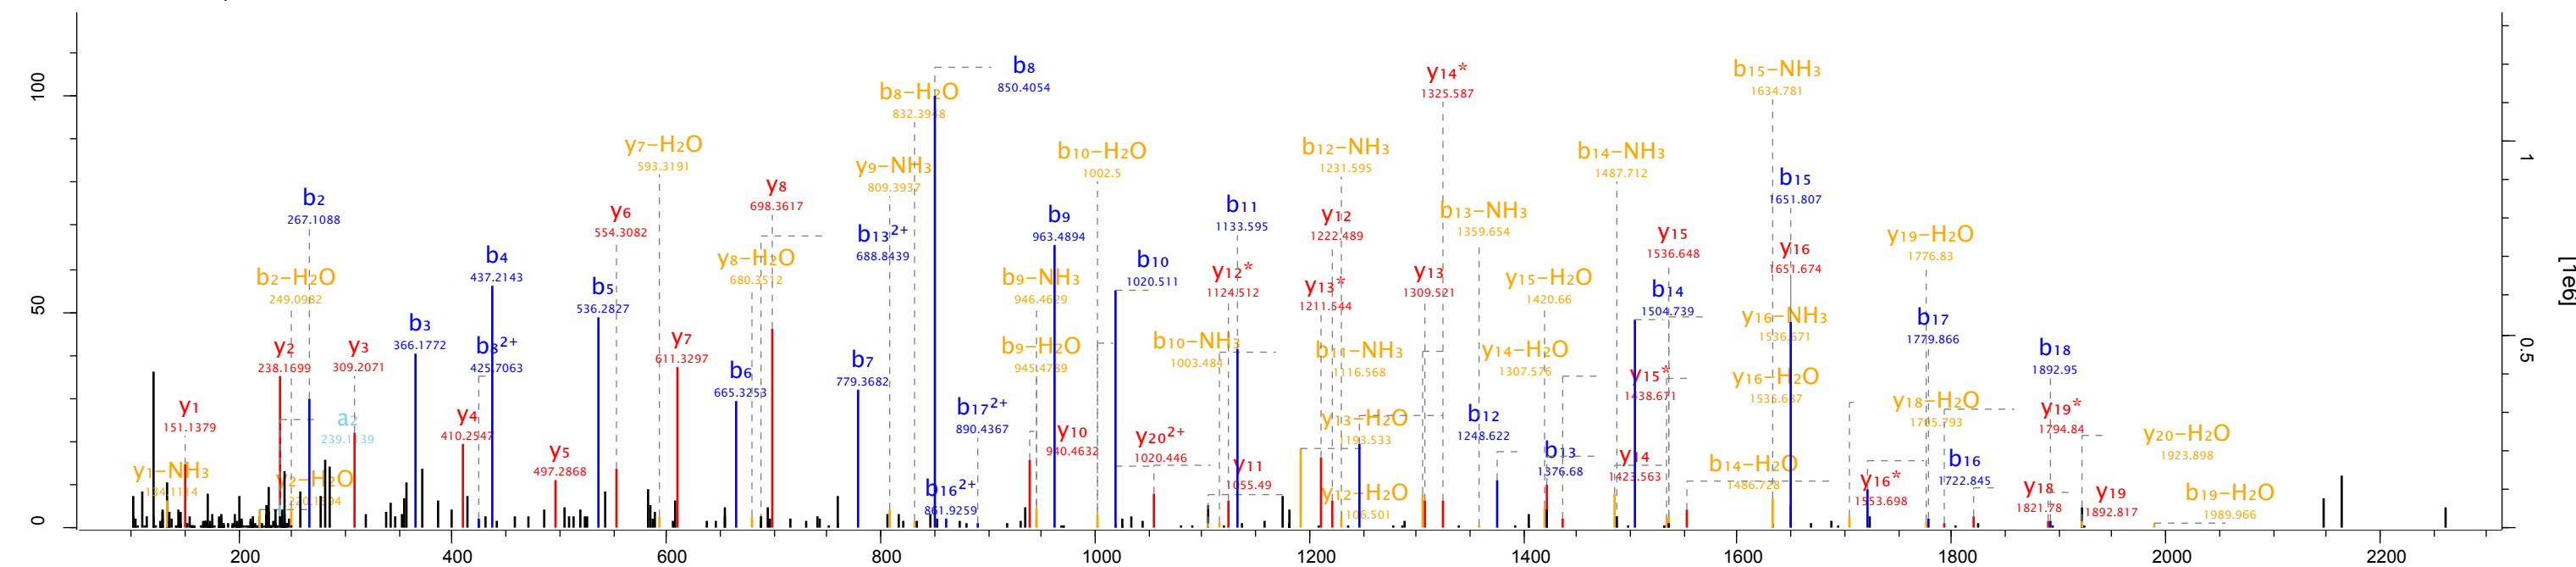 b8
850.4054
y14*
1325.587
b15-NH3
1634.781
b8-H2O
832.3948
y7-H2O
593.3191
b10-H2O
1002.5
b12-NH3
1231.595
b14-NH3
1487.712
y9-NH3
809.3937
b2
267.1088
y8
698.3617
y6
554.3082
b9
963.4894
b11
1133.595
y12
1222.489
b13-NH3
1359.654
b15
1651.807
b13 2+
688.8439
y15
1536.648
y16
1651.674
y19-H2O
1776.83
b4
437.2143
b2-H2O
249.0982
y8-H2O
680.3512
b10
1020.511
b9-NH3
946.4629
y12*
1124.512
y13*
1211.544
y13
1309.521
y15-H2O
1420.66
b14
1504.739
b5
536.2827
b3
366.1772
b8 2+
425.7063
y2
238.1699
y3
309.2071
y7
611.3297
b9-H2O
945.4789
b10-NH3
1003.484
b11-NH3
1116.568
y14-H2O
1307.576
y16-NH3
b17
1779.866
b18
1892.95
b6
665.3253
b7
779.3682
y15*
1438.671
y16-H2O
y1
151.1379
a2
y4
410.2547
b17 2+
890.4367
y10
940.4632
y20 2+
1020.446
y13-H2O
1193.533
b12
1248.622
b13
1376.68
y18-H2O
y19*
1794.84
y20-H2O
1923.898
y1-NH3
y2-H2O
y5
497.2868
b16 2+
861.9259
y11
1055.49
y12-H2O
y14
1423.563
b14-H2O
1486.728
y16*
1553.698
b16
1722.845
y18
1821.78
y19
1892.817
b19-H2O
1989.966
0
50
100
0.5
1
[1e6]
200
400
600
800
1000
1200
1400
1600
1800
2000
2200